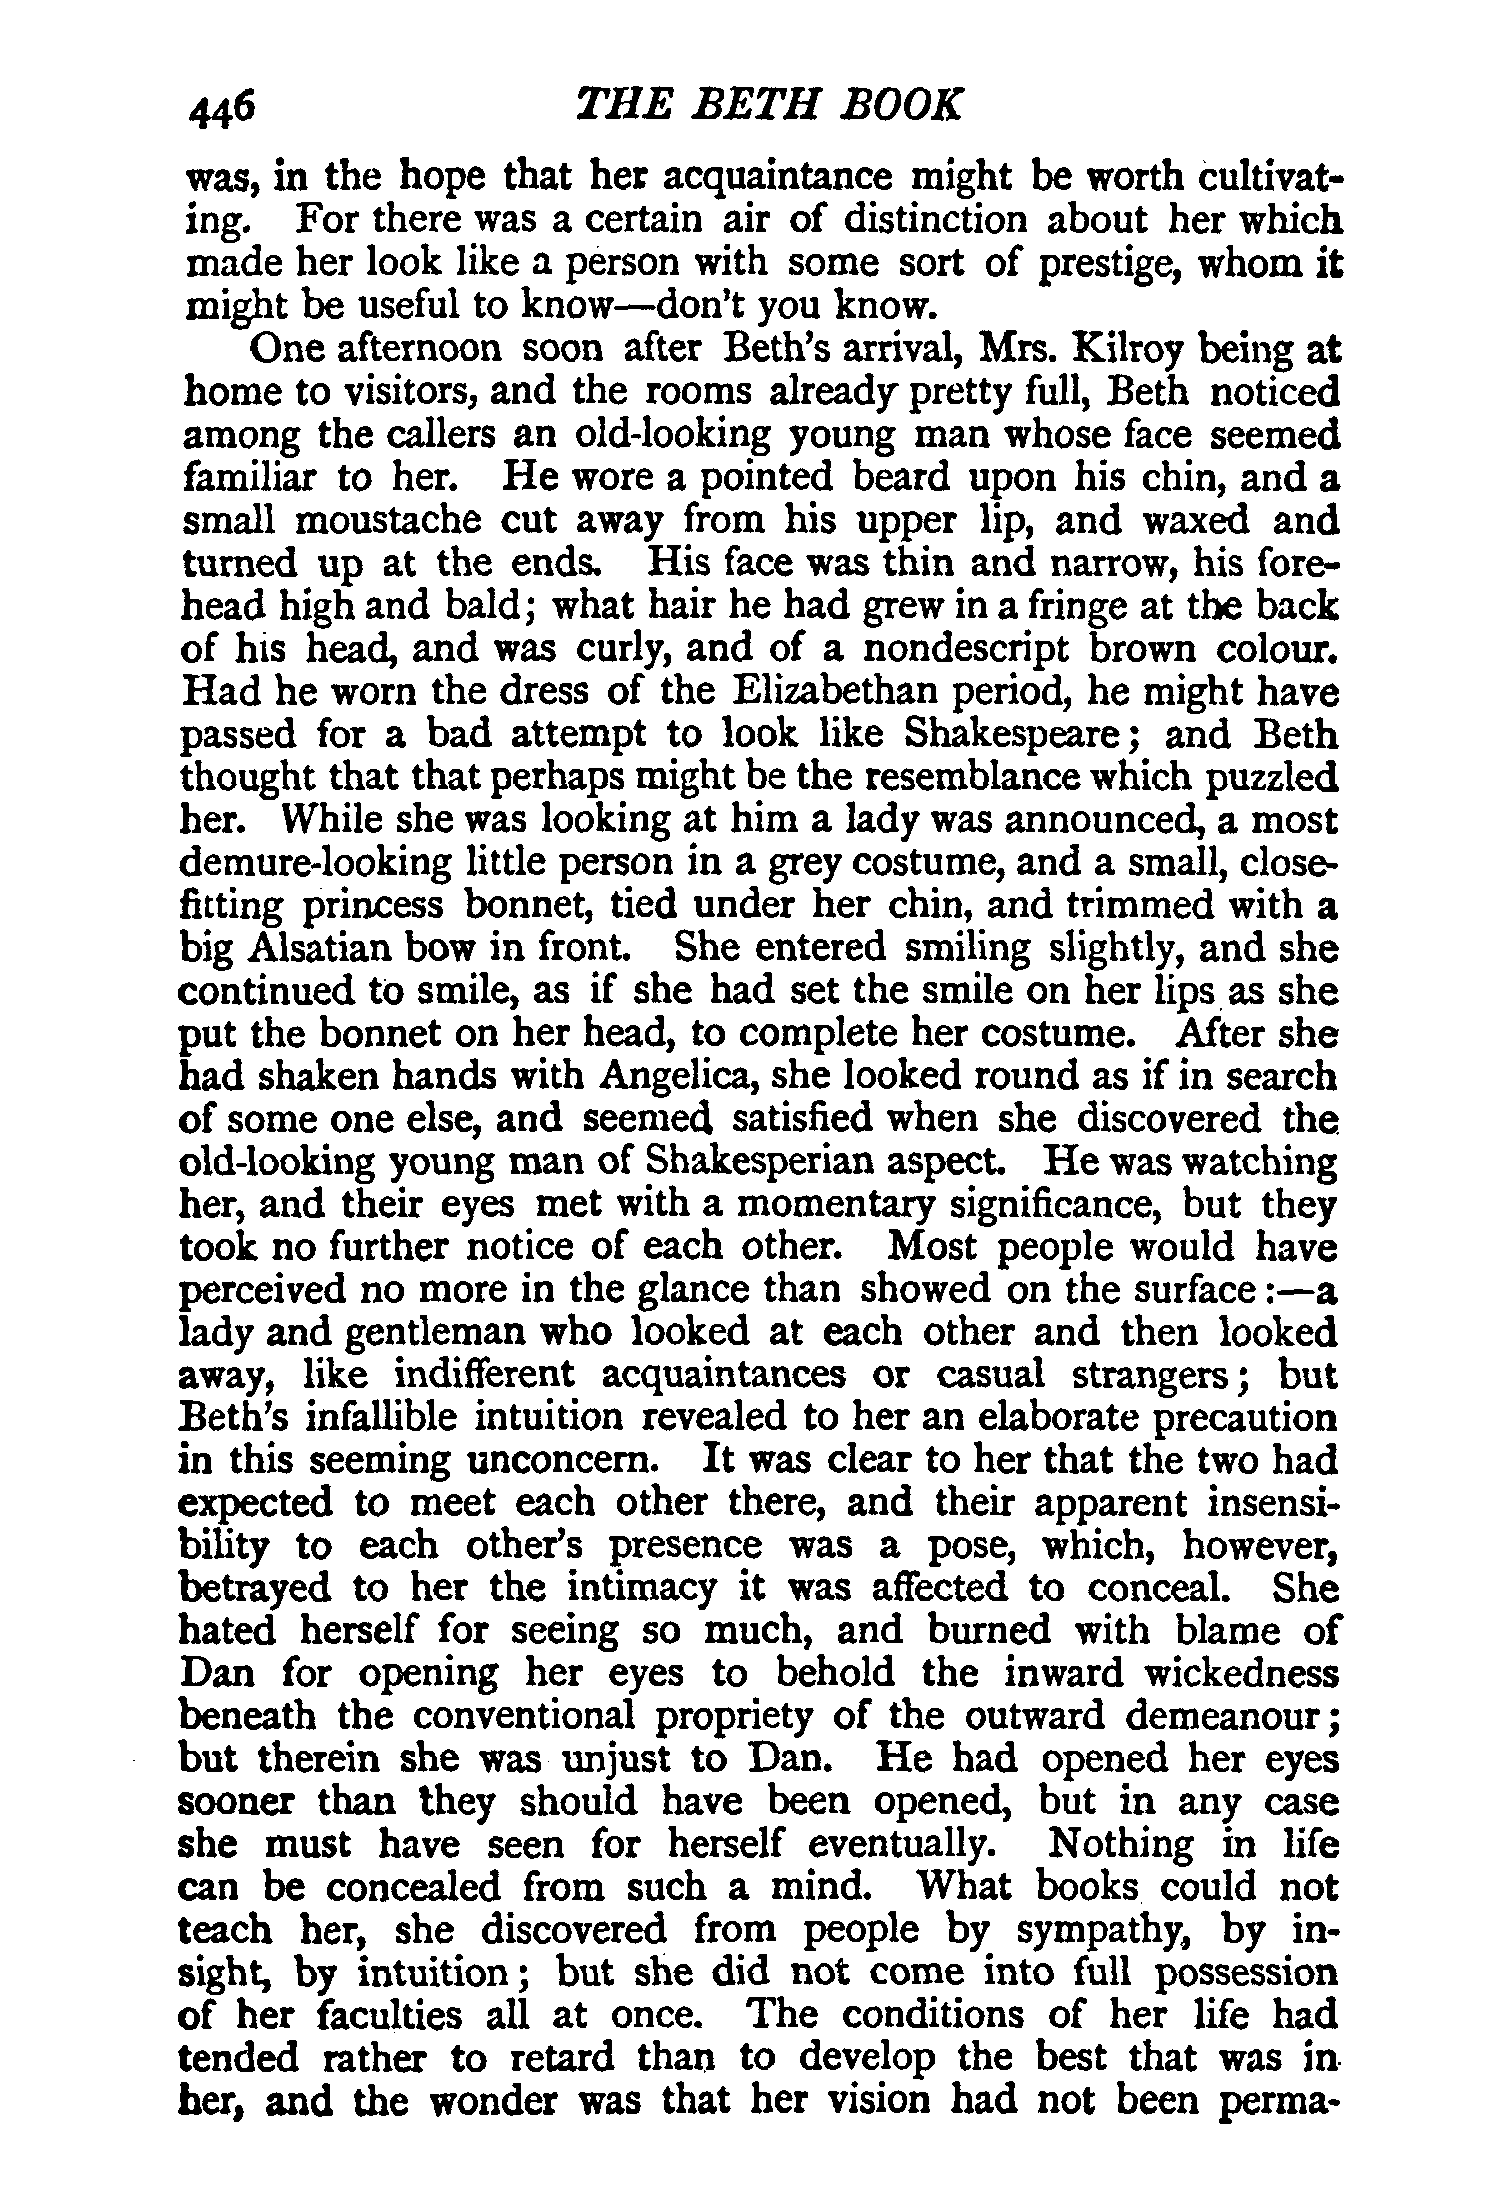 446 THE BETH BOOK
was, in the hope that her acquaintance might be worth cultivat-
ing. For there was a certain air of distinction about her which
made her look like a person with some sort of prestige, whom it
might be useful to know—don't you know.
One afternoon soon after Beth's arrival, Mrs. Kilroy being at
home to visitors, and the rooms already pretty full, Beth noticed
among the callers an old-looking young man whose face seemed
familiar to her. He wore a pointed beard upon his chin, and a
small moustache cut away from his upper lip, and waxed and
turned up at the ends. His face was thin and narrow, his fore-
head high and bald; what hair he had grew in a fringe at the back
of his head, and was curly, and of a nondescript brown colour.
Had he worn the dress of the Elizabethan period, he might have
passed for a bad attempt to look like Shakespeare; and Beth
thought that that perhaps might be the resemblance which puzzled
her. While she was looking at him a lady was announced, a most
demure-looking little person in a grey costume, and a small, close-
fitting princess bonnet, tied under her chin, and trimmed with a
big Alsatian bow in front. She entered smiling slightly, and she
continued to smile, as if she had set the smile on her lips as she
put the bonnet on her head, to complete her costume. After she
had shaken hands with Angelica, she looked round as if in search
of some one else, and seemed satisfied when she discovered the
old-looking young man of Shakesperian aspect. He was watching
her, and their eyes met with a momentary significance, but they
took no further notice of each other. Most people would have
perceived no more in the glance than showed on the surface:—a
lady and gentleman who looked at each other and then looked
away, like indifferent acquaintances or casual strangers; but
Beth's infallible intuition revealed to her an elaborate precaution
in this seeming unconcern. It was clear to her that the two had
expected to meet each other there, and their apparent insensi-
bility to each other's presence was a pose, which, however,
betrayed to her the intimacy it was affected to conceal. She
hated herself for seeing so much, and burned with blame of
Dan for opening her eyes to behold the inward wickedness
beneath the conventional propriety of the outward demeanour;
but therein she was unjust to Dan. He had opened her eyes
sooner than they should have been opened, but in any case
she must have seen for herself eventually. Nothing in life
can be concealed from such a mind. What books could not
teach her, she discovered from people by sympathy, by in-
sight, by intuition; but she did not come into full possession
of her faculties all at once. The conditions of her life had
tended rather to retard than to develop the best that was in
her, and the wonder was that her vision had not been perma-